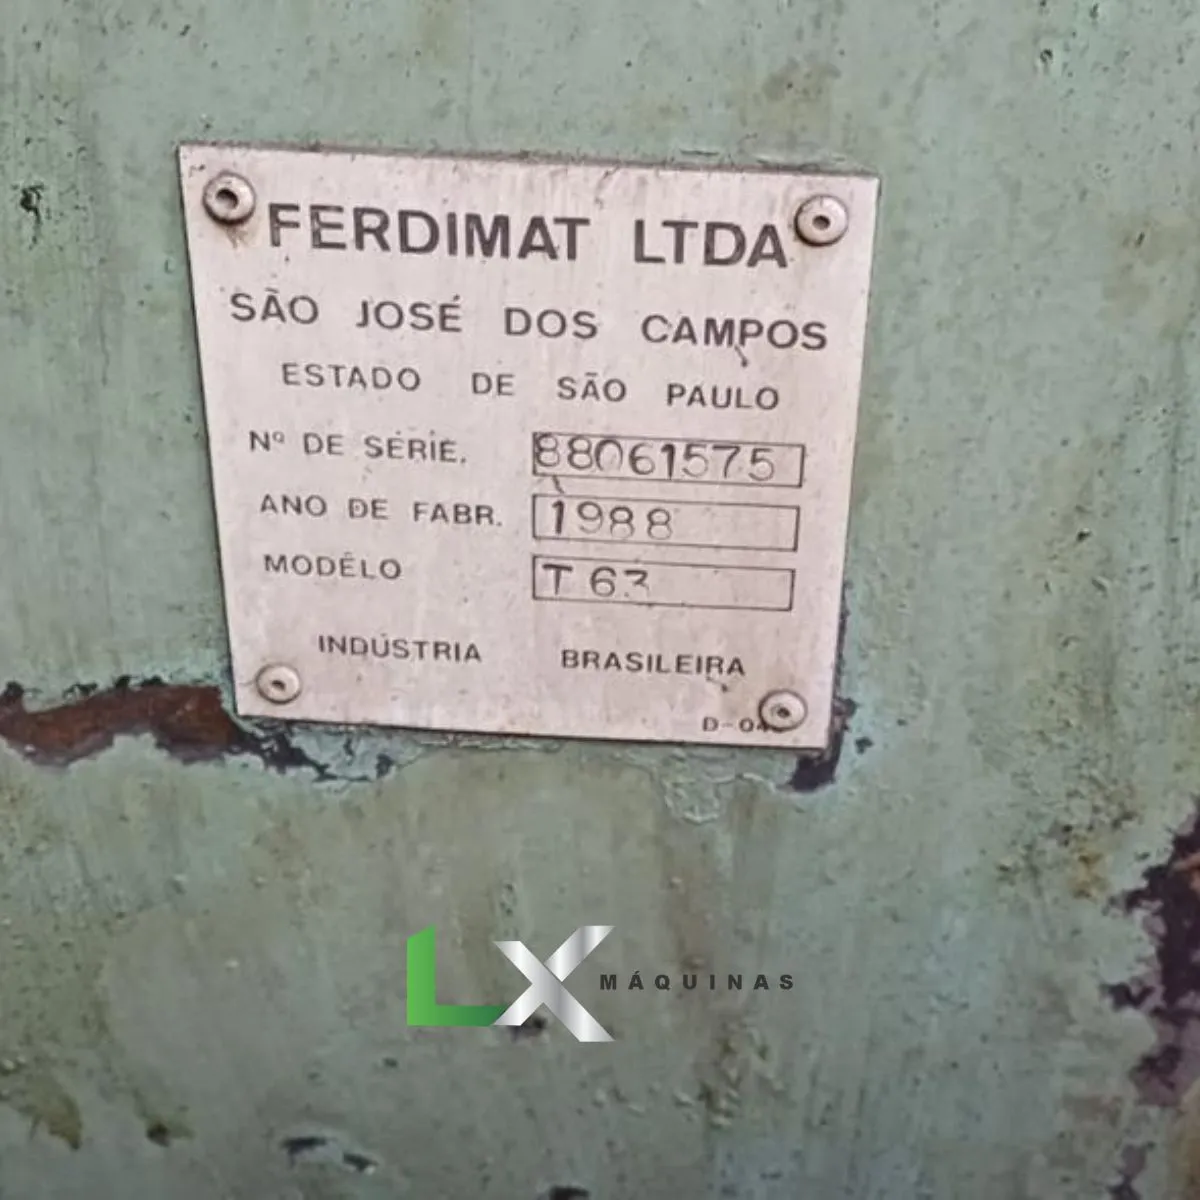 FERDIMAT LTDA
SÃO JOSÉ DOS CAMPOS
ESTADO DE SÃO PAULO
Nº DE SÉRIE. 88061575
ANO DE FABR. 1988
MODÊLO T 63
INDÚSTRIA BRASILEIRA
LX MÁQUINAS